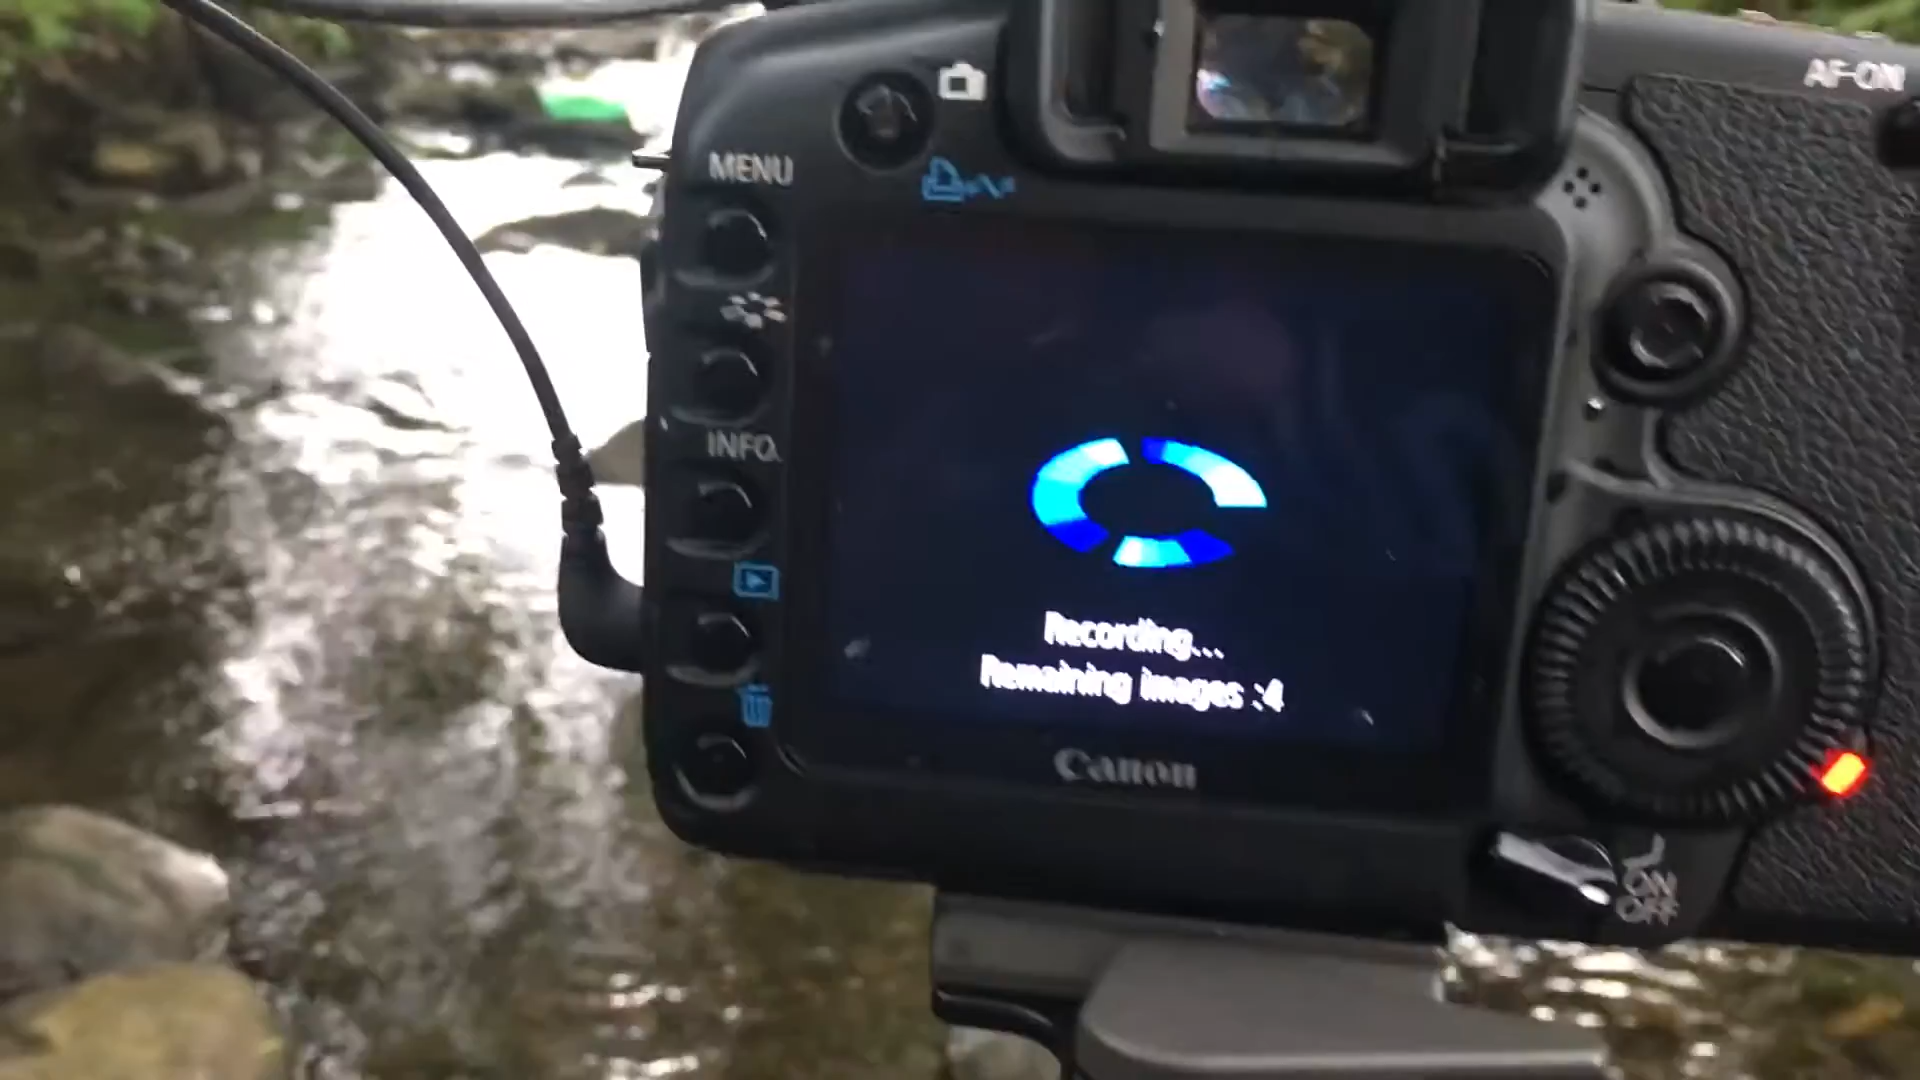 AF-ON
MENU
INFO.
Recording...
Remaining images :4
Canon
ON
OFF